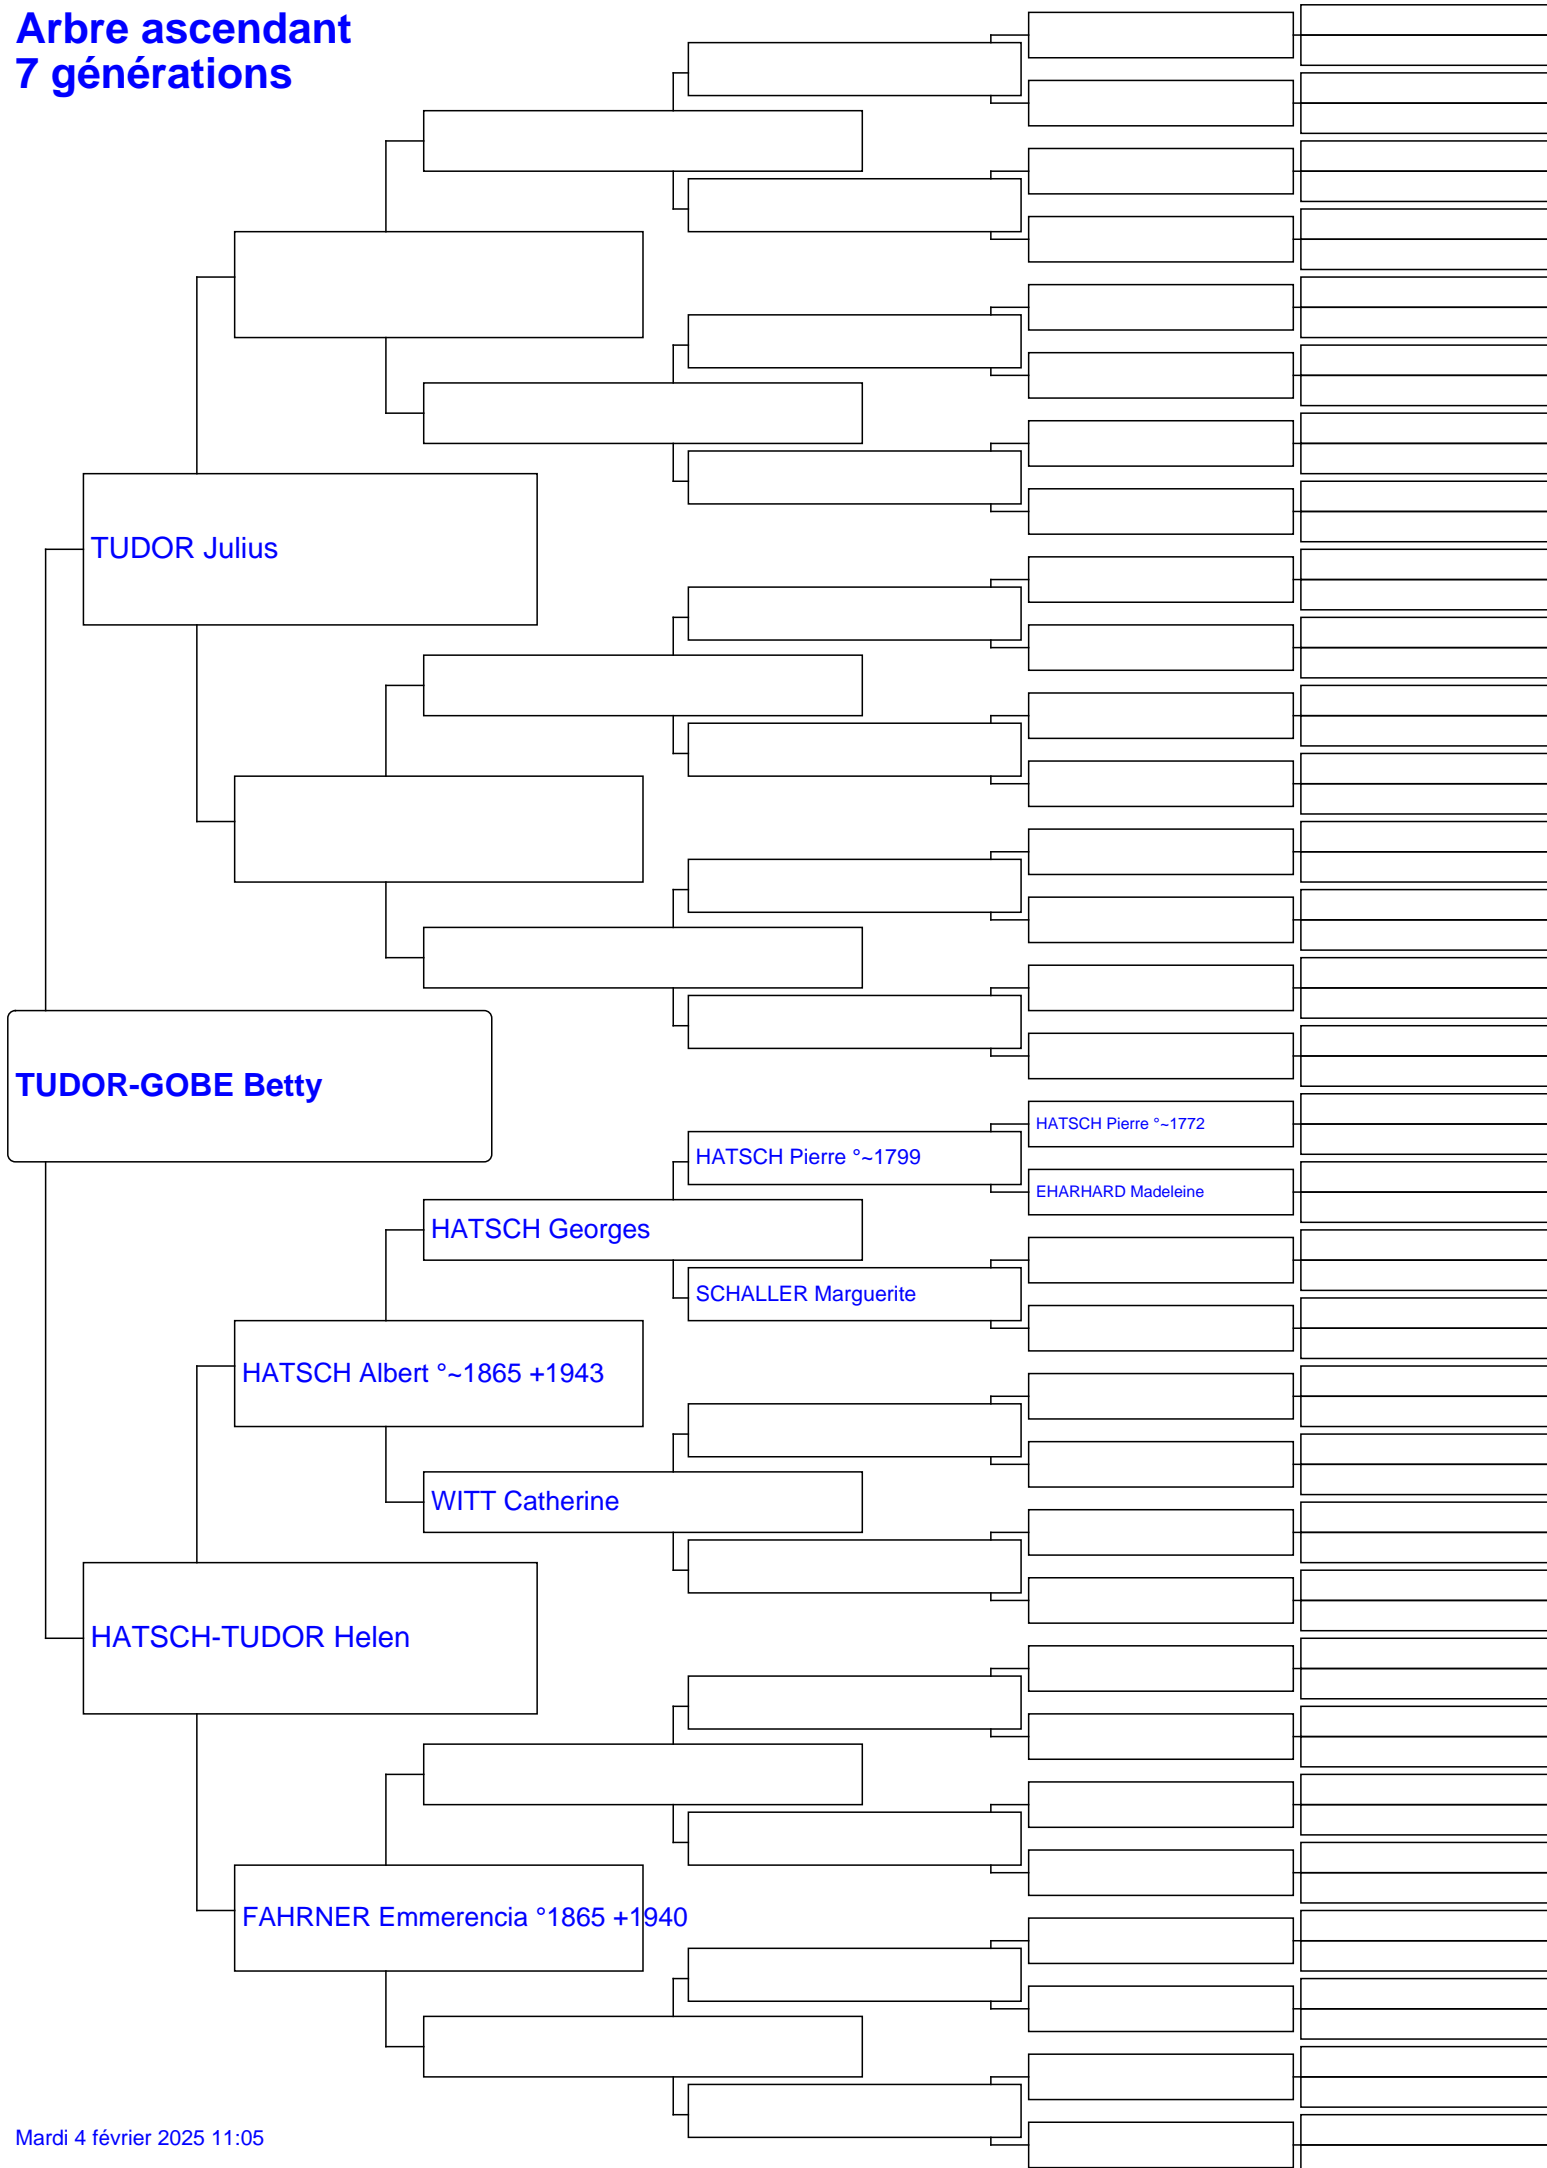 Arbre ascendant
7 générations
TUDOR Julius
TUDOR-GOBE Betty
HATSCH Pierre °~1772
HATSCH Pierre °~1799
EHARHARD Madeleine
HATSCH Georges
SCHALLER Marguerite
HATSCH Albert °~1865 +1943
WITT Catherine
HATSCH-TUDOR Helen
FAHRNER Emmerencia °1865 +1940
Mardi 4 février 2025 11:05